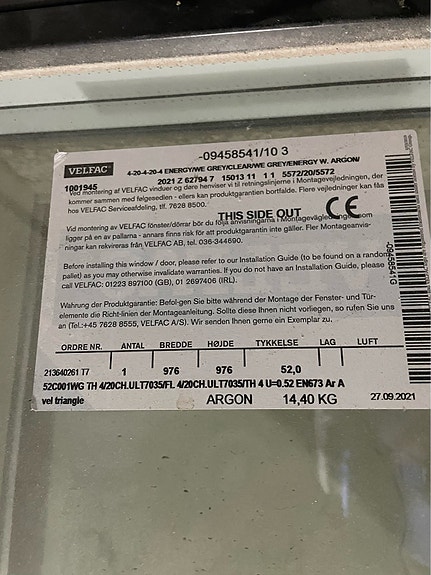 -09458541/10 3
VELFAC
4-20-4-20-4 ENERGY/WE GREY/CLEAR/WE GREY/ENERGY W. ARGON/
1001945 2021 Z 62794 7 15013 11 1 1 5572/20/5572
Ved montering af VELFAC vinduer og døre henviser vi til retningslinjerne i Montagevejledningen, der
kommer sammen med følgesedlen - eller kan produktgarantien bortfalde. Flere vejledninger kan fås
hos VELFAC Serviceafdeling, tlf. 7628 8500.
THIS SIDE OUT
CE
Vid montering av VELFAC fönster/dörrar bör du följa anvisningarna i Montagevägledningen som
ligger på en av pallarna - annars finns risk för att produktgarantin inte gäller. Fler Montageanvis-
ningar kan rekvireras från VELFAC AB, tel. 036-344690.
Before installing this window / door, please refer to our Installation Guide (to be found on a random
pallet) as you may otherwise invalidate warranties. If you do not have an Installation Guide, please
call VELFAC: 01223 897100 (GB), 01 2697406 (IRL).
Wahrung der Produktgarantie: Befol-gen Sie bitte während der Montage der Fenster- und Tür-
elemente die Richt-linien der Montageanleitung. Sollte diese Ihnen nicht vorliegen, so rufen Sie uns
an (Tel.:+45 7628 8555, VELFAC A/S). Wir senden Ihnen gerne ein Exemplar zu.
-09458541G
ORDRE NR. ANTAL BREDDE HØJDE TYKKELSE LAG LUFT
213640261 T7 1 976 976 52,0
52C001WG TH 4/20CH.ULT7035/FL 4/20CH.ULT7035/TH 4 U=0.52 EN673 Ar A
vel triangle ARGON 14,40 KG 27.09.2021